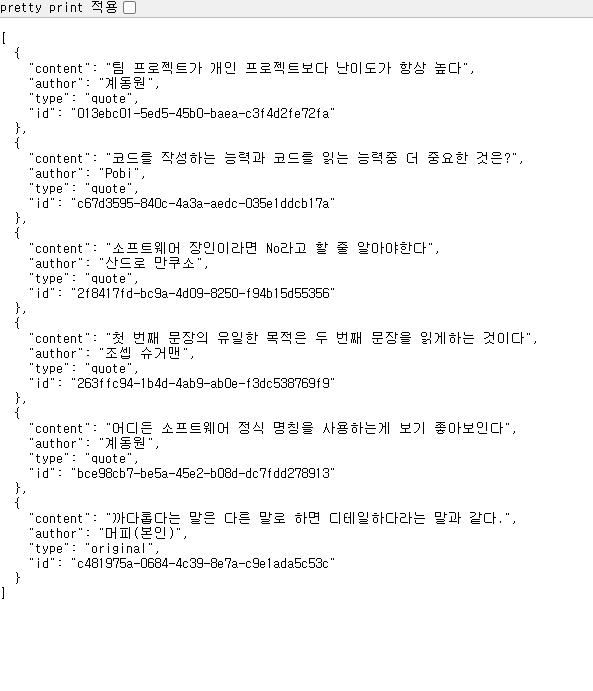 pretty print 적용
[
  {
    "content": "팀 프로젝트가 개인 프로젝트보다 난이도가 항상 높다",
    "author": "계동원",
    "type": "quote",
    "id": "013ebc01-5ed5-45b0-baea-c3f4d2fe72fa"
  },
  {
    "content": "코드를 작성하는 능력과 코드를 읽는 능력중 더 중요한 것은?",
    "author": "Pobi",
    "type": "quote",
    "id": "c67d3595-840c-4a3a-aedc-035e1ddcb17a"
  },
  {
    "content": "소프트웨어 장인이라면 No라고 할 줄 알아야한다",
    "author": "산드로 만쿠소",
    "type": "quote",
    "id": "2f8417fd-bc9a-4d09-8250-f94b15d55356"
  },
  {
    "content": "첫 번째 문장의 유일한 목적은 두 번째 문장을 읽게하는 것이다",
    "author": "조셉 슈거맨",
    "type": "quote",
    "id": "263ffc94-1b4d-4ab9-ab0e-f3dc538769f9"
  },
  {
    "content": "어디든 소프트웨어 정식 명칭을 사용하는게 보기 좋아보인다",
    "author": "계동원",
    "type": "quote",
    "id": "bce98cb7-be5a-45e2-b08d-dc7fdd278913"
  },
  {
    "content": "까다롭다는 말은 다른 말로 하면 디테일하다라는 말과 같다.",
    "author": "머피(본인)",
    "type": "original",
    "id": "c481975a-0684-4c39-8e7a-c9e1ada5c53c"
  }
]